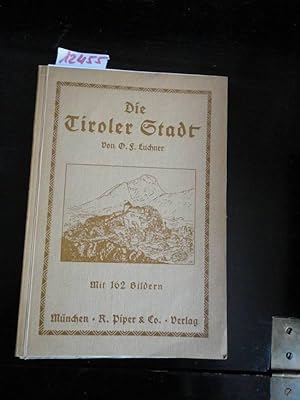 12455
Die
Tiroler Stadt
Von O. F. Luchner
Mit 162 Bildern
München • R. Piper & Co. • Verlag